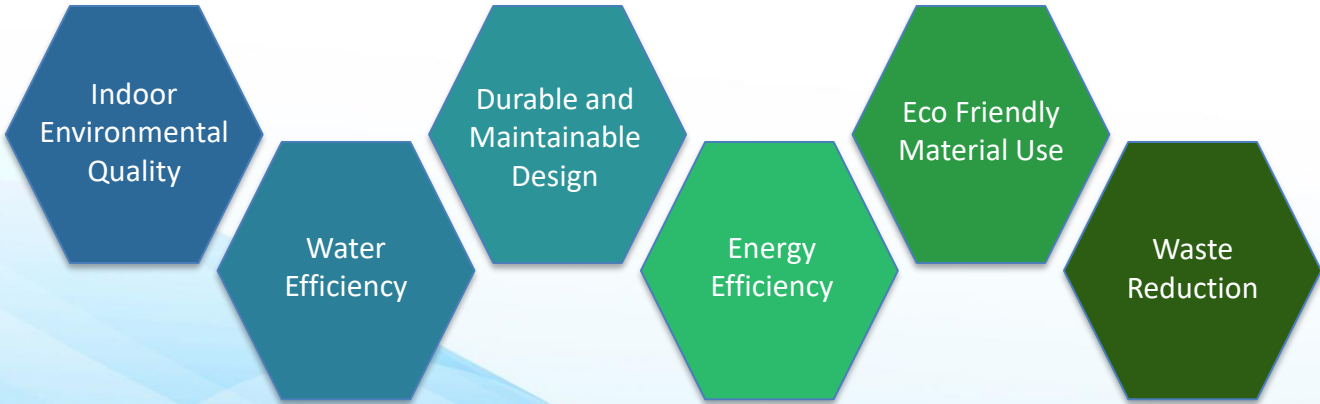 Indoor
Environmental
Quality
Water
Efficiency
Durable and
Maintainable
Design
Energy
Efficiency
Eco Friendly
Material Use
Waste
Reduction